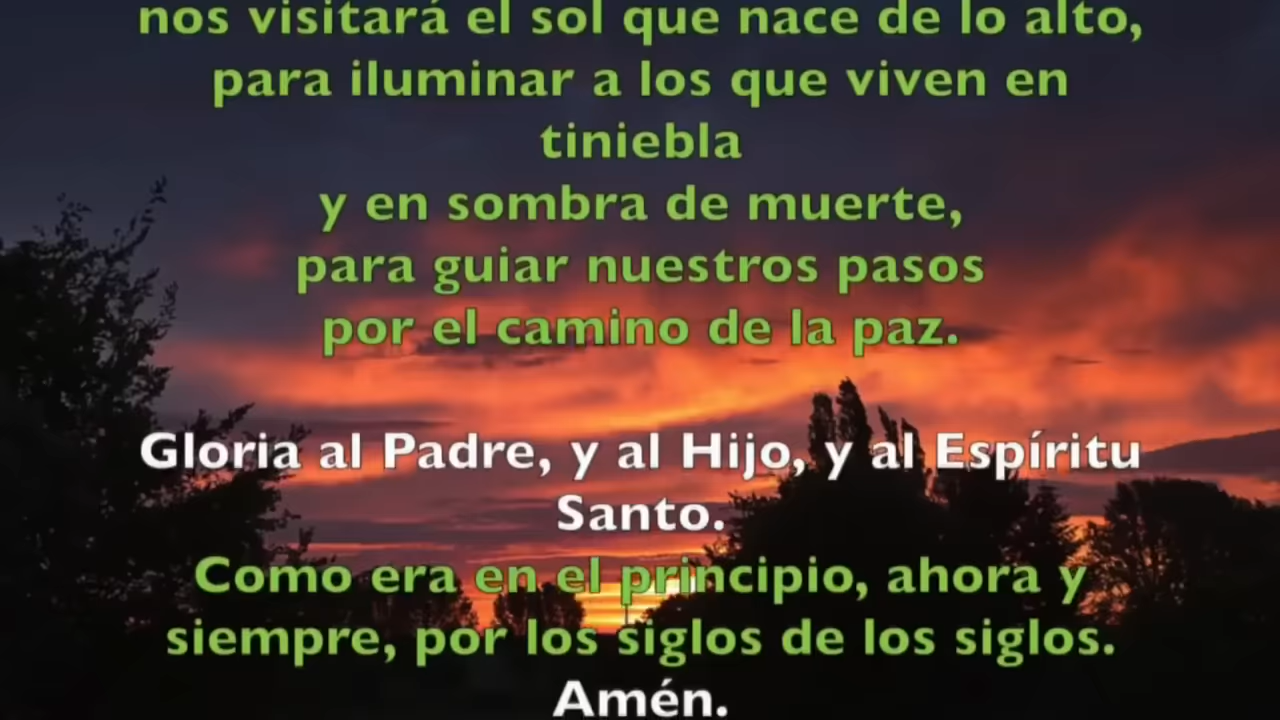 nos visitará el sol que nace de lo alto,
para iluminar a los que viven en
tiniebla
y en sombra de muerte,
para guiar nuestros pasos
por el camino de la paz.
Gloria al Padre, y al Hijo, y al Espíritu
Santo.
Como era en el principio, ahora y
siempre, por los siglos de los siglos.
Amén.